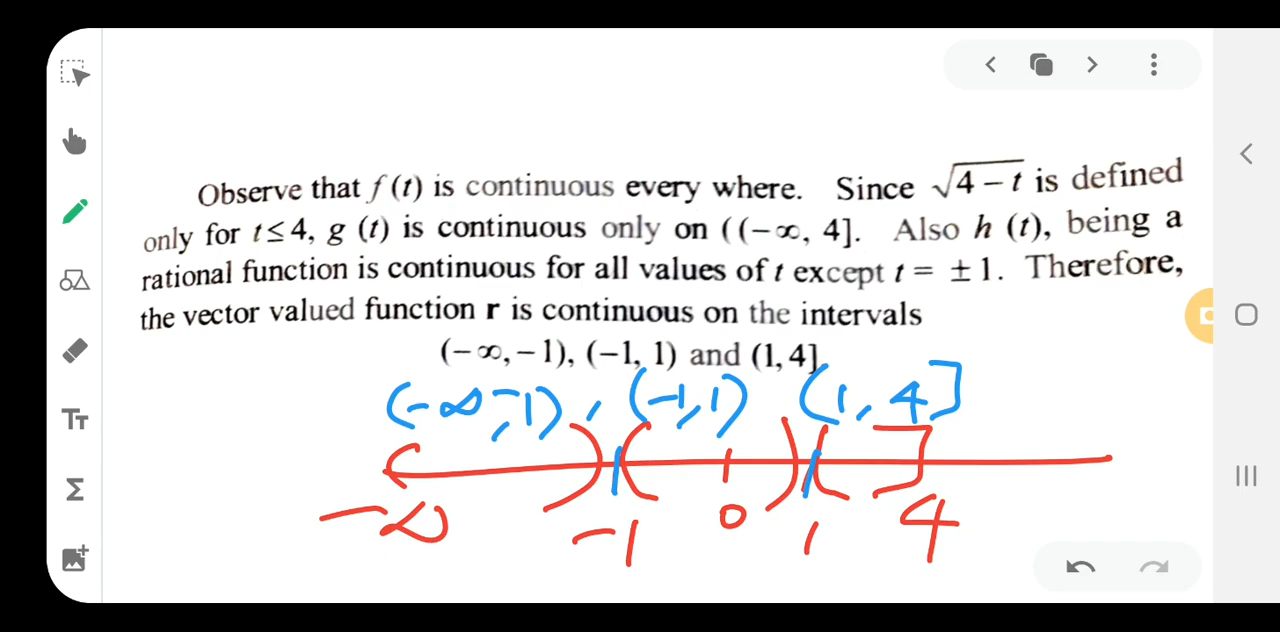 Observe that f (t) is continuous every where. Since √4 – t is defined
only for t ≤ 4, g (t) is continuous only on ((–∞, 4]. Also h (t), being a
rational function is continuous for all values of t except t = ±1. Therefore,
the vector valued function r is continuous on the intervals
(–∞, –1), (–1, 1) and (1, 4]
(-∞,-1), (-1,1) (1, 4]
-∞ -1 0 1 4
Tт
Σ